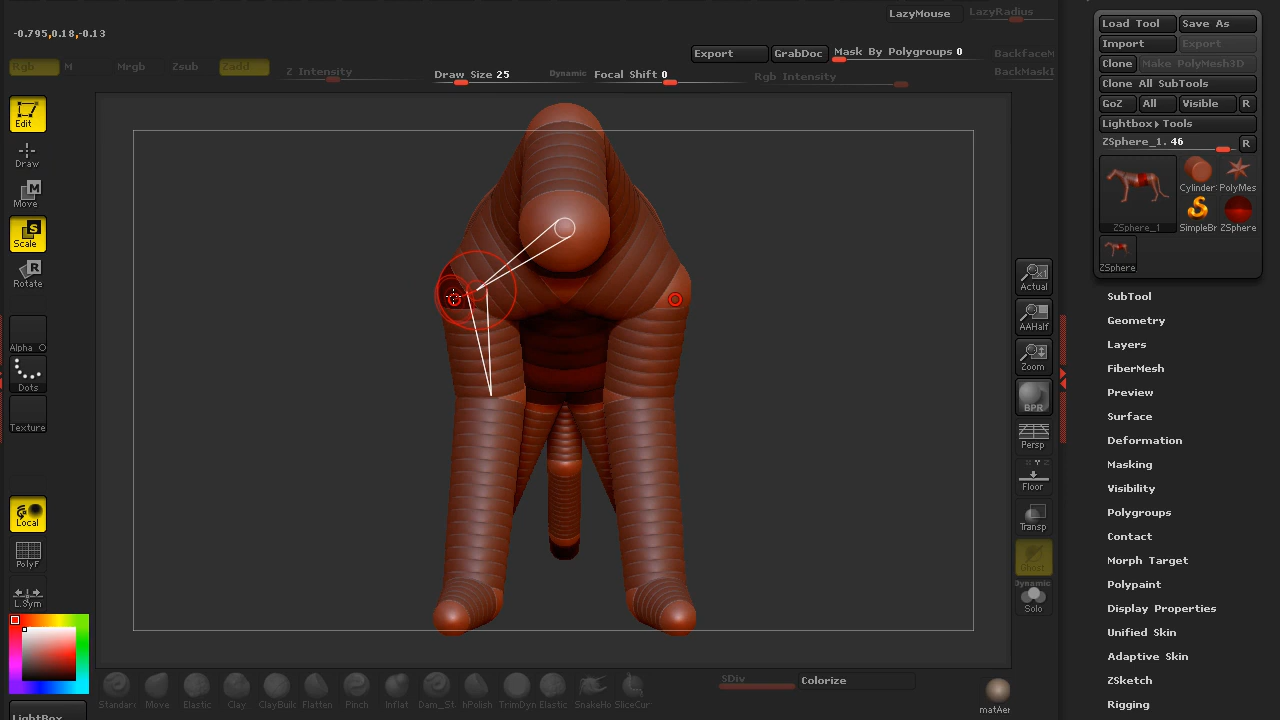 LazyMouse
LazyRadius
-0.795,0.18,-0.13
Export
GrabDoc
Mask By Polygroups 0
BackfaceM
BackMaskI
Rgb
M
Mrgb
Zsub
Zadd
Z Intensity
Draw Size 25
Dynamic
Focal Shift 0
Rgb Intensity
Edit
Draw
M
Move
S
Scale
R
Rotate
Alpha O
Dots
Texture
Local
PolyF
L.Sym
LightBox
Load Tool
Save As
Import
Export
Clone
Make PolyMesh3D
Clone All SubTools
GoZ
All
Visible
R
Lightbox▸Tools
ZSphere_1. 46
R
ZSphere_1
Cylinder
PolyMes
SimpleBr
ZSphere
ZSphere
Actual
AAHalf
Zoom
BPR
Persp
Floor
Transp
Ghost
Dynamic
Solo
SubTool
Geometry
Layers
FiberMesh
Preview
Surface
Deformation
Masking
Visibility
Polygroups
Contact
Morph Target
Polypaint
Display Properties
Unified Skin
Adaptive Skin
ZSketch
Rigging
Standar
Move
Elastic
Clay
ClayBuil
Flatten
Pinch
Inflat
Dam_St
hPolish
TrimDyn
Elastic
SnakeHo
SliceCur
SDiv
Colorize
matAer